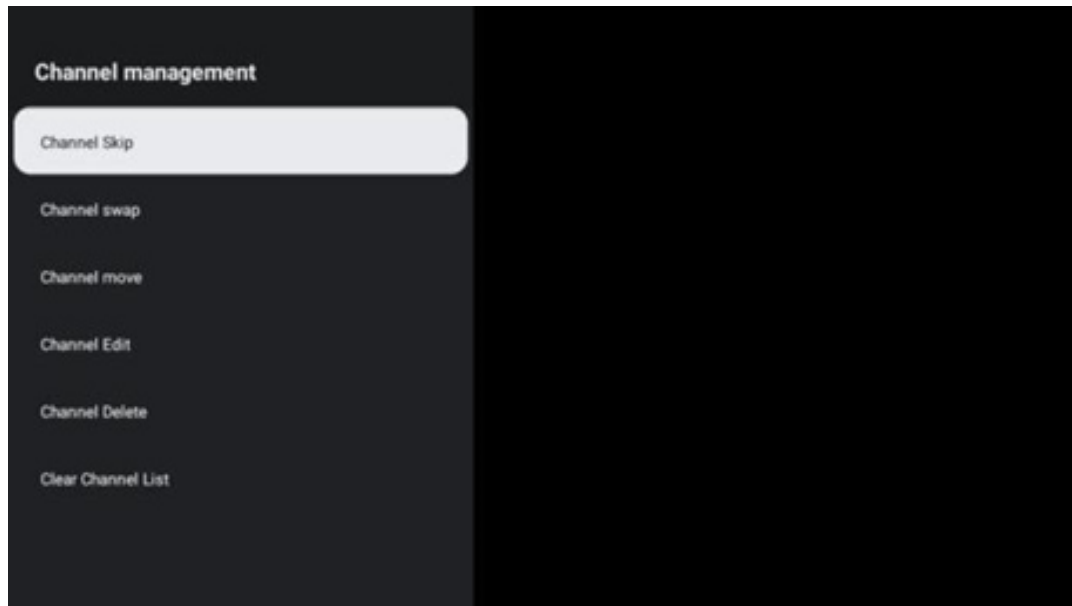 Channel management
Channel Skip
Channel swap
Channel move
Channel Edit
Channel Delete
Clear Channel List